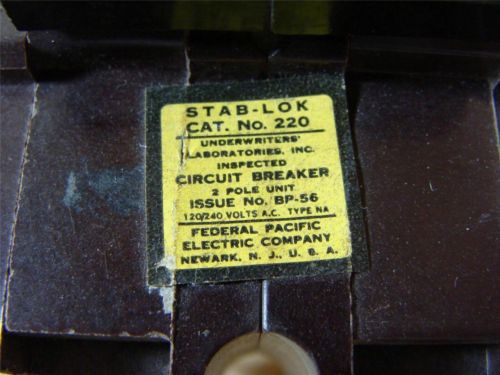 STAB-LOK
CAT. No. 220
UNDERWRITERS'
LABORATORIES, INC.
INSPECTED
CIRCUIT BREAKER
2 POLE UNIT
ISSUE No. BP-56
120/240 VOLTS A.C. TYPE NA
FEDERAL PACIFIC
ELECTRIC COMPANY
NEWARK, N. J., U. S. A.